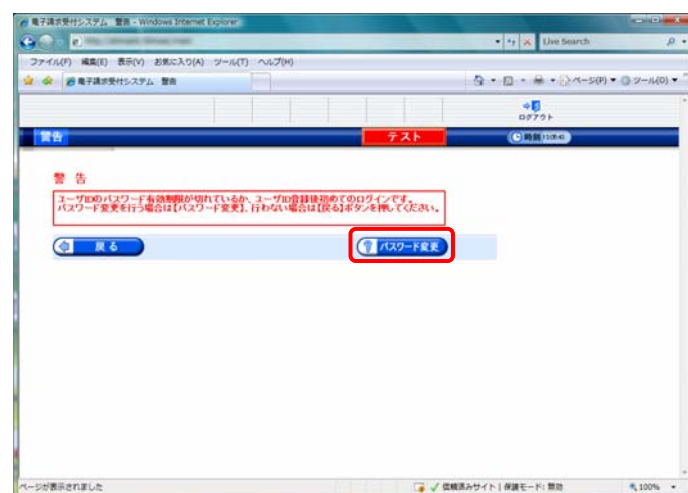 電子請求受付システム 警告 - Windows Internet Explorer
Live Search
ファイル(F) 編集(E) 表示(V) お気に入り(A) ツール(T) ヘルプ(H)
電子請求受付システム 警告
ページ(P) ツール(O)
ログアウト
警告 テスト 時刻
警 告
ユーザIDのパスワード有効期限が切れているか、ユーザID登録後初めてのログインです。
パスワード変更を行う場合は【パスワード変更】、行わない場合は【戻る】ボタンを押してください。
戻る パスワード変更
ページが表示されました 信頼済みサイト | 保護モード: 無効 100%